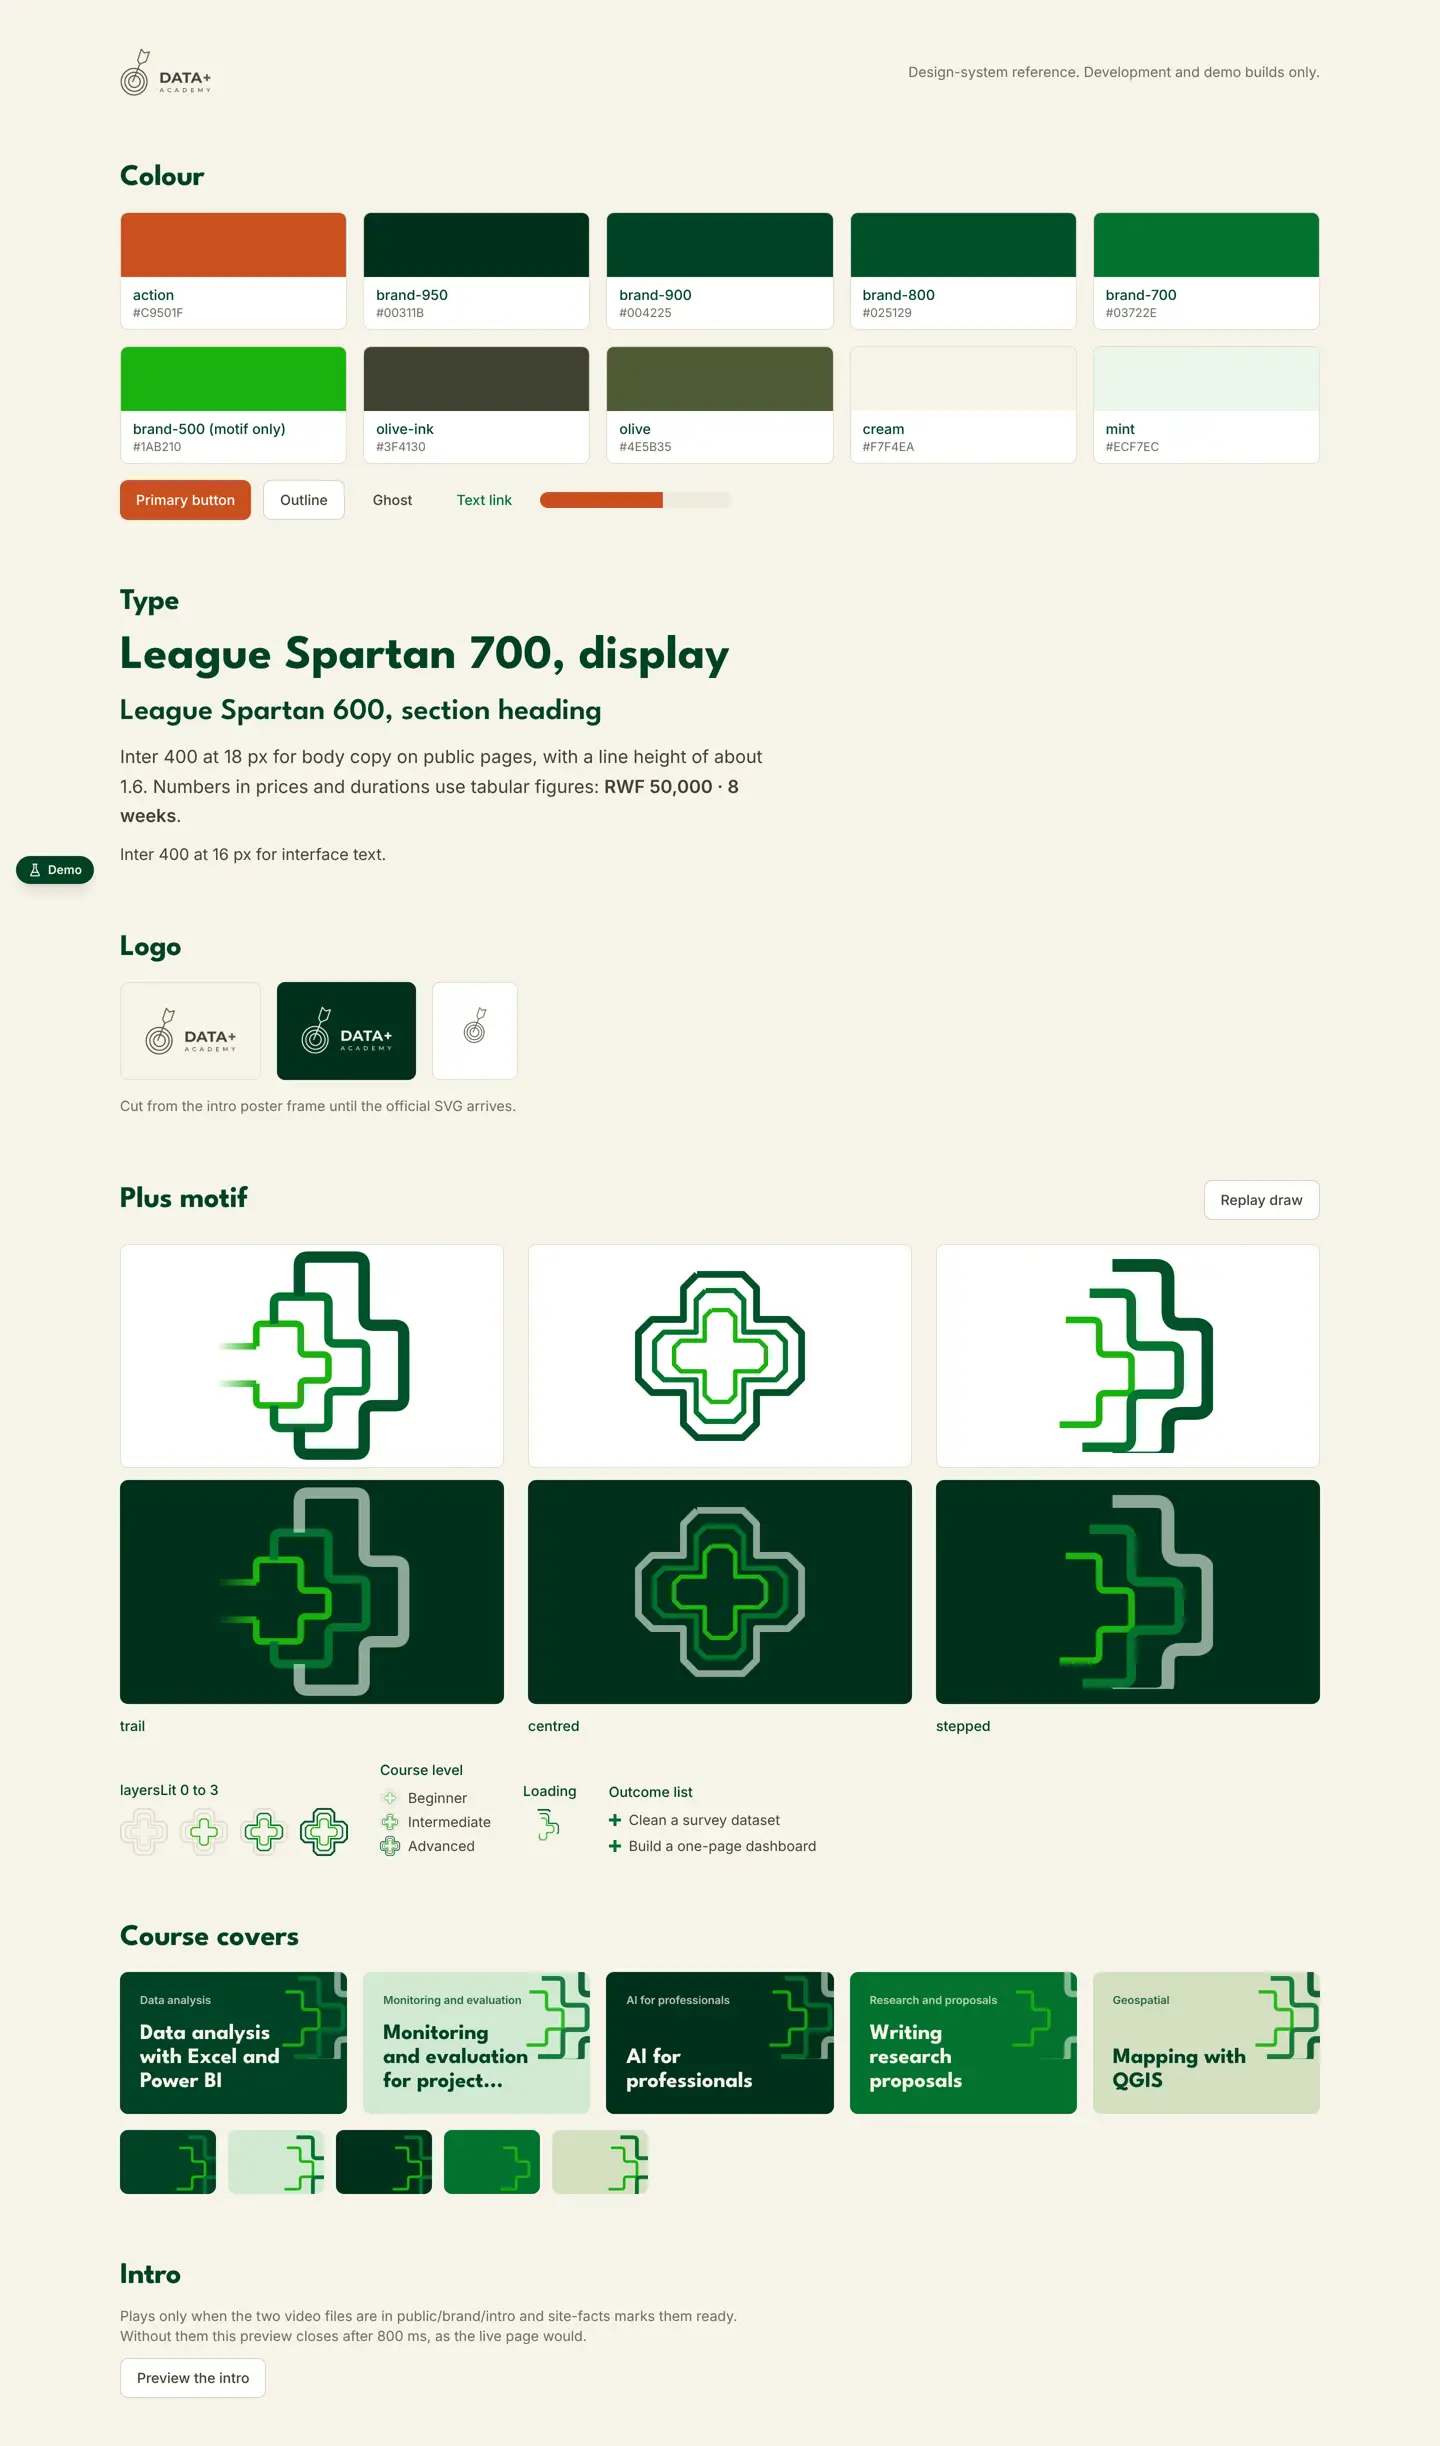 DATA+
ACADEMY
Design-system reference. Development and demo builds only.
Colour
action
#C9501F
brand-950
#00311B
brand-900
#004225
brand-800
#025129
brand-700
#03722E
brand-500 (motif only)
#1AB210
olive-ink
#3F4130
olive
#4E5B35
cream
#F7F4EA
mint
#ECF7EC
Primary button
Outline
Ghost
Text link
Type
League Spartan 700, display
League Spartan 600, section heading
Inter 400 at 18 px for body copy on public pages, with a line height of about
1.6. Numbers in prices and durations use tabular figures: RWF 50,000 · 8
weeks.
Inter 400 at 16 px for interface text.
Demo
Logo
DATA+
ACADEMY
DATA+
ACADEMY
Cut from the intro poster frame until the official SVG arrives.
Plus motif
Replay draw
trail
centred
stepped
layersLit 0 to 3
Course level
Beginner
Intermediate
Advanced
Loading
Outcome list
Clean a survey dataset
Build a one-page dashboard
Course covers
Data analysis
Data analysis
with Excel and
Power BI
Monitoring and evaluation
Monitoring
and evaluation
for project...
AI for professionals
AI for
professionals
Research and proposals
Writing
research
proposals
Geospatial
Mapping with
QGIS
Intro
Plays only when the two video files are in public/brand/intro and site-facts marks them ready.
Without them this preview closes after 800 ms, as the live page would.
Preview the intro